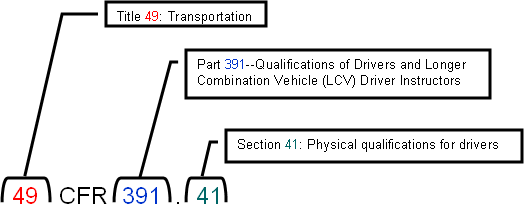 Title 49: Transportation
Part 391--Qualifications of Drivers and Longer
Combination Vehicle (LCV) Driver Instructors
Section 41: Physical qualifications for drivers
49 CFR 391.41